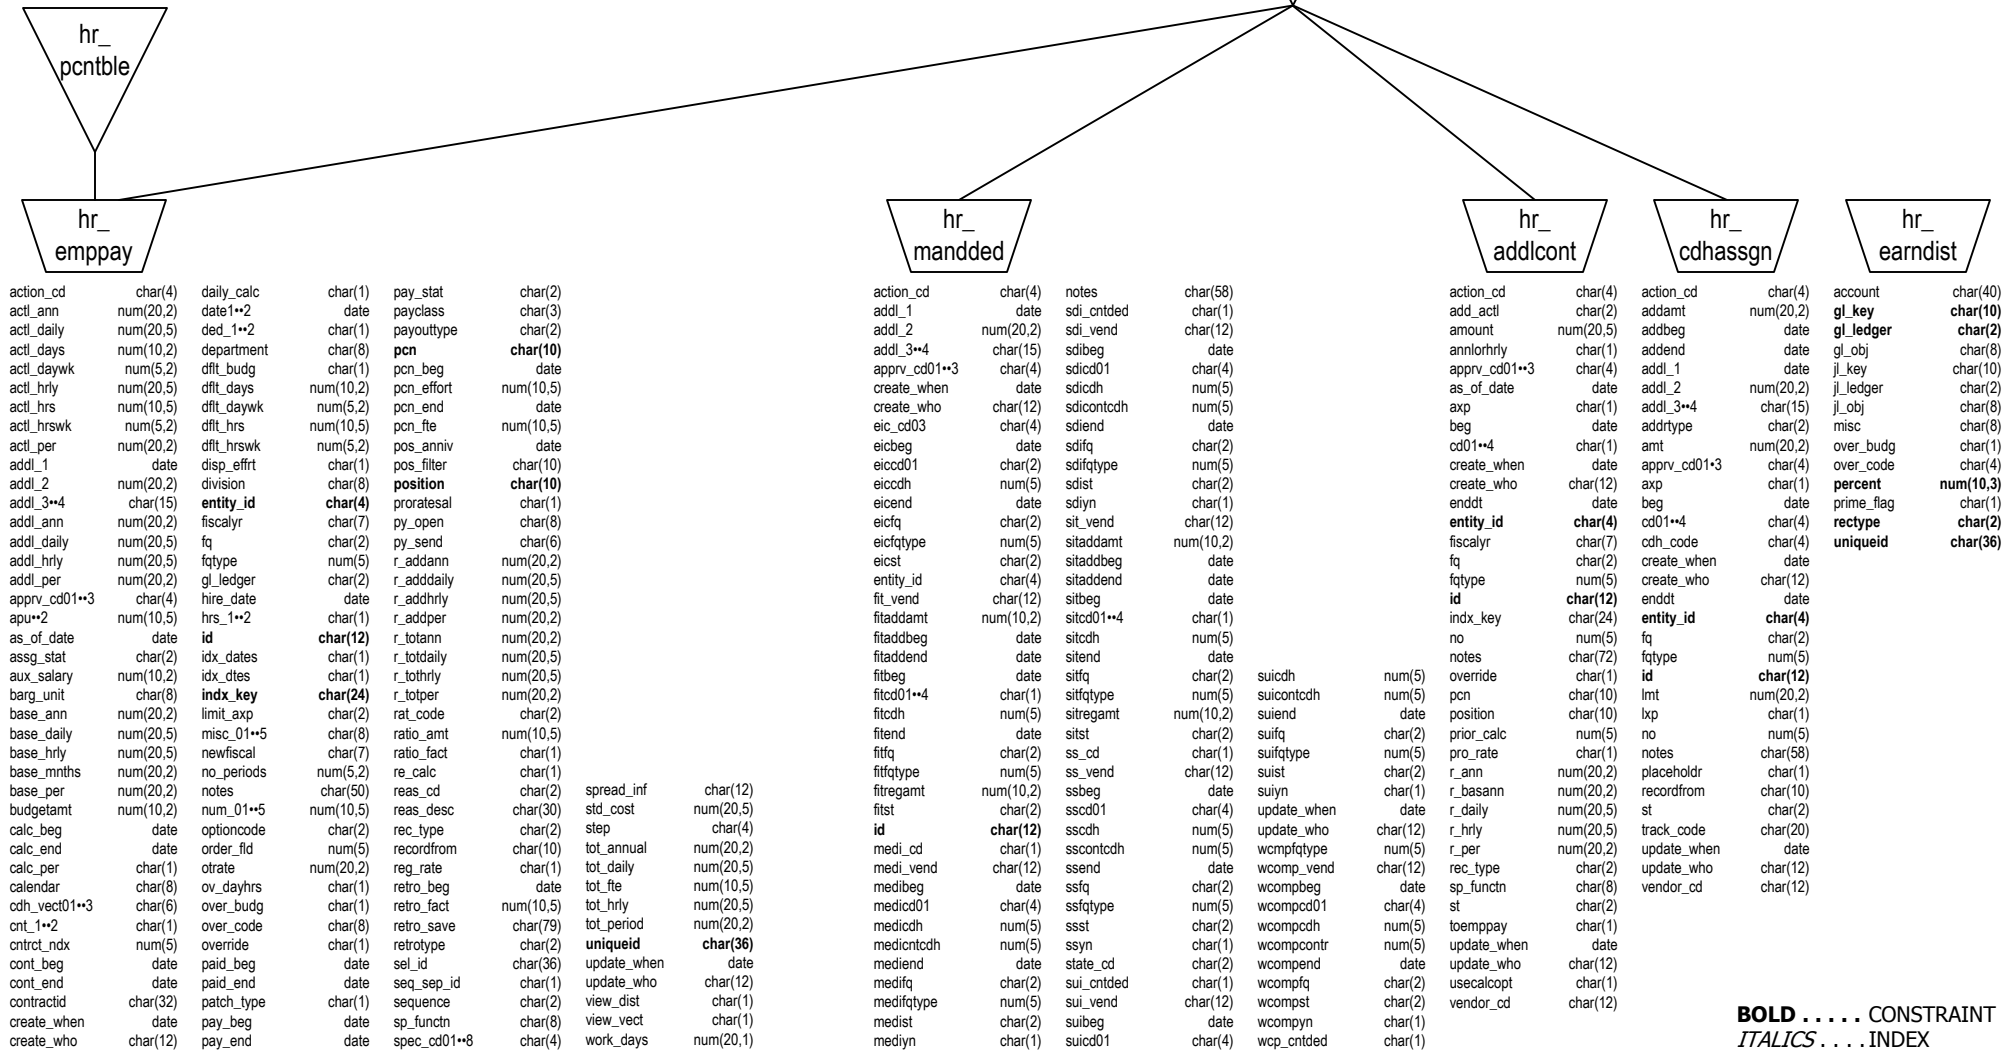 hr_
pcntble
hr_
emppay
action_cd char(4)
actl_ann num(20,2)
actl_daily num(20,5)
actl_days num(10,2)
actl_daywk num(5,2)
actl_hrly num(20,5)
actl_hrs num(10,5)
actl_hrswk num(5,2)
actl_per num(20,2)
addl_1 date
addl_2 num(20,2)
addl_3••4 char(15)
addl_ann num(20,2)
addl_daily num(20,5)
addl_hrly num(20,5)
addl_per num(20,2)
apprv_cd01••3 char(4)
apu••2 num(10,5)
as_of_date date
assg_stat char(2)
aux_salary num(10,2)
barg_unit char(8)
base_ann num(20,2)
base_daily num(20,5)
base_hrly num(20,5)
base_mnths num(20,2)
base_per num(20,2)
budgetamt num(10,2)
calc_beg date
calc_end date
calc_per char(1)
calendar char(8)
cdh_vect01••3 char(6)
cnt_1••2 char(1)
cntrct_ndx num(5)
cont_beg date
cont_end date
contractid char(32)
create_when date
create_who char(12)
daily_calc char(1)
date1••2 date
ded_1••2 char(1)
department char(8)
dflt_budg char(1)
dflt_days num(10,2)
dflt_daywk num(5,2)
dflt_hrs num(10,5)
dflt_hrswk num(5,2)
disp_effrt char(1)
division char(8)
entity_id char(4)
fiscalyr char(7)
fq char(2)
fqtype num(5)
gl_ledger char(2)
hire_date date
hrs_1••2 char(1)
id char(12)
idx_dates char(1)
idx_dtes char(1)
indx_key char(24)
limit_axp char(2)
misc_01••5 char(8)
newfiscal char(7)
no_periods num(5,2)
notes char(50)
num_01••5 num(10,5)
optioncode char(2)
order_fld num(5)
otrate num(20,2)
ov_dayhrs char(1)
over_budg char(1)
over_code char(8)
override char(1)
paid_beg date
paid_end date
patch_type char(1)
pay_beg date
pay_end date
pay_stat char(2)
payclass char(3)
payouttype char(2)
pcn char(10)
pcn_beg date
pcn_effort num(10,5)
pcn_end date
pcn_fte num(10,5)
pos_anniv date
pos_filter char(10)
position char(10)
proratesal char(1)
py_open char(8)
py_send char(6)
r_addann num(20,2)
r_adddaily num(20,5)
r_addhrly num(20,5)
r_addper num(20,2)
r_totann num(20,2)
r_totdaily num(20,5)
r_tothrly num(20,5)
r_totper num(20,2)
rat_code char(2)
ratio_amt num(10,5)
ratio_fact char(1)
re_calc char(1)
reas_cd char(2)
reas_desc char(30)
rec_type char(2)
recordfrom char(10)
reg_rate char(1)
retro_beg date
retro_fact num(10,5)
retro_save char(79)
retrotype char(2)
sel_id char(36)
seq_sep_id char(1)
sequence char(2)
sp_functn char(8)
spec_cd01••8 char(4)
spread_inf char(12)
std_cost num(20,5)
step char(4)
tot_annual num(20,2)
tot_daily num(20,5)
tot_fte num(10,5)
tot_hrly num(20,5)
tot_period num(20,2)
uniqueid char(36)
update_when date
update_who char(12)
view_dist char(1)
view_vect char(1)
work_days num(20,1)
hr_
mandded
action_cd char(4)
addl_1 date
addl_2 num(20,2)
addl_3••4 char(15)
apprv_cd01••3 char(4)
create_when date
create_who char(12)
eic_cd03 char(4)
eicbeg date
eiccd01 char(2)
eiccdh num(5)
eicend date
eicfq char(2)
eicfqtype num(5)
eicst char(2)
entity_id char(4)
fit_vend char(12)
fitaddamt num(10,2)
fitaddbeg date
fitaddend date
fitbeg date
fitcd01••4 char(1)
fitcdh num(5)
fitend date
fitfq char(2)
fitfqtype num(5)
fitregamt num(10,2)
fitst char(2)
id char(12)
medi_cd char(1)
medi_vend char(12)
medibeg date
medicd01 char(4)
medicdh num(5)
medicntcdh num(5)
mediend date
medifq char(2)
medifqtype num(5)
medist char(2)
mediyn char(1)
notes char(58)
sdi_cntded char(1)
sdi_vend char(12)
sdibeg date
sdicd01 char(4)
sdicdh num(5)
sdicontcdh num(5)
sdiend date
sdifq char(2)
sdifqtype num(5)
sdist char(2)
sdiyn char(1)
sit_vend char(12)
sitaddamt num(10,2)
sitaddbeg date
sitaddend date
sitbeg date
sitcd01••4 char(1)
sitcdh num(5)
sitend date
sitfq char(2)
sitfqtype num(5)
sitregamt num(10,2)
sitst char(2)
ss_cd char(1)
ss_vend char(12)
ssbeg date
sscd01 char(4)
sscdh num(5)
sscontcdh num(5)
ssend date
ssfq char(2)
ssfqtype num(5)
ssst char(2)
ssyn char(1)
state_cd char(2)
sui_cntded char(1)
sui_vend char(12)
suibeg date
suicd01 char(4)
suicdh num(5)
suicontcdh num(5)
suiend date
suifq char(2)
suifqtype num(5)
suist char(2)
suiyn char(1)
update_when date
update_who char(12)
wcmpfqtype num(5)
wcomp_vend char(12)
wcompbeg date
wcompcd01 char(4)
wcompcdh num(5)
wcompcontr num(5)
wcompend date
wcompfq char(2)
wcompst char(2)
wcompyn char(1)
wcp_cntded char(1)
hr_
addlcont
action_cd char(4)
add_actl char(2)
amount num(20,5)
annlorhrly char(1)
apprv_cd01••3 char(4)
as_of_date date
axp char(1)
beg date
cd01••4 char(1)
create_when date
create_who char(12)
enddt date
entity_id char(4)
fiscalyr char(7)
fq char(2)
fqtype num(5)
id char(12)
indx_key char(24)
no num(5)
notes char(72)
override char(1)
pcn char(10)
position char(10)
prior_calc num(5)
pro_rate char(1)
r_ann num(20,2)
r_basann num(20,2)
r_daily num(20,5)
r_hrly num(20,5)
r_per num(20,2)
rec_type char(2)
sp_functn char(8)
st char(2)
toemppay char(1)
update_when date
update_who char(12)
usecalcopt char(1)
vendor_cd char(12)
hr_
cdhassgn
action_cd char(4)
addamt num(20,2)
addbeg date
addend date
addl_1 date
addl_2 num(20,2)
addl_3••4 char(15)
addrtype char(2)
amt num(20,2)
apprv_cd01•3 char(4)
axp char(1)
beg date
cd01••4 char(4)
cdh_code char(4)
create_when date
create_who char(12)
enddt date
entity_id char(4)
fq char(2)
fqtype num(5)
id char(12)
lmt num(20,2)
lxp char(1)
no num(5)
notes char(58)
placeholdr char(1)
recordfrom char(10)
st char(2)
track_code char(20)
update_when date
update_who char(12)
vendor_cd char(12)
hr_
earndist
account char(40)
gl_key char(10)
gl_ledger char(2)
gl_obj char(8)
jl_key char(10)
jl_ledger char(2)
jl_obj char(8)
misc char(8)
over_budg char(1)
over_code char(4)
percent num(10,3)
prime_flag char(1)
rectype char(2)
uniqueid char(36)
BOLD . . . . . CONSTRAINT
ITALICS . . . . INDEX